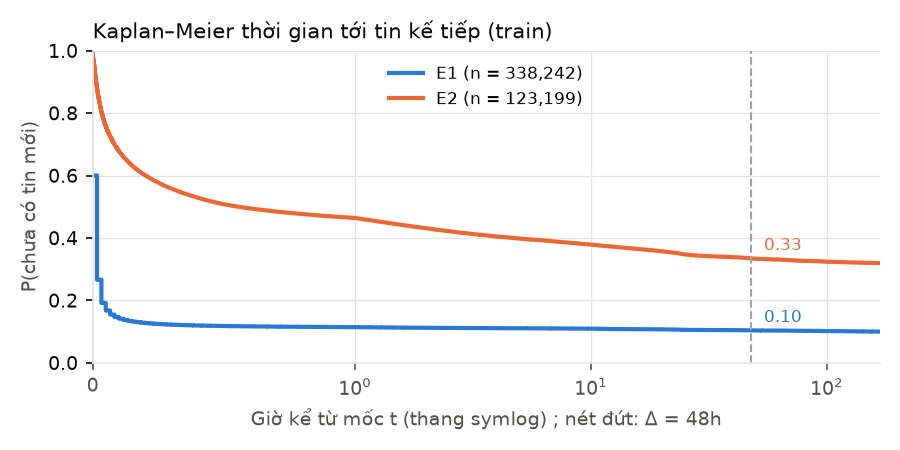 Kaplan–Meier thời gian tới tin kế tiếp (train)
P(chưa có tin mới)
1.0
0.8
0.6
0.4
0.2
0.0
E1 (n = 338,242)
E2 (n = 123,199)
0.33
0.10
0 10⁰ 10¹ 10²
Giờ kể từ mốc t (thang symlog) ; nét đứt: Δ = 48h